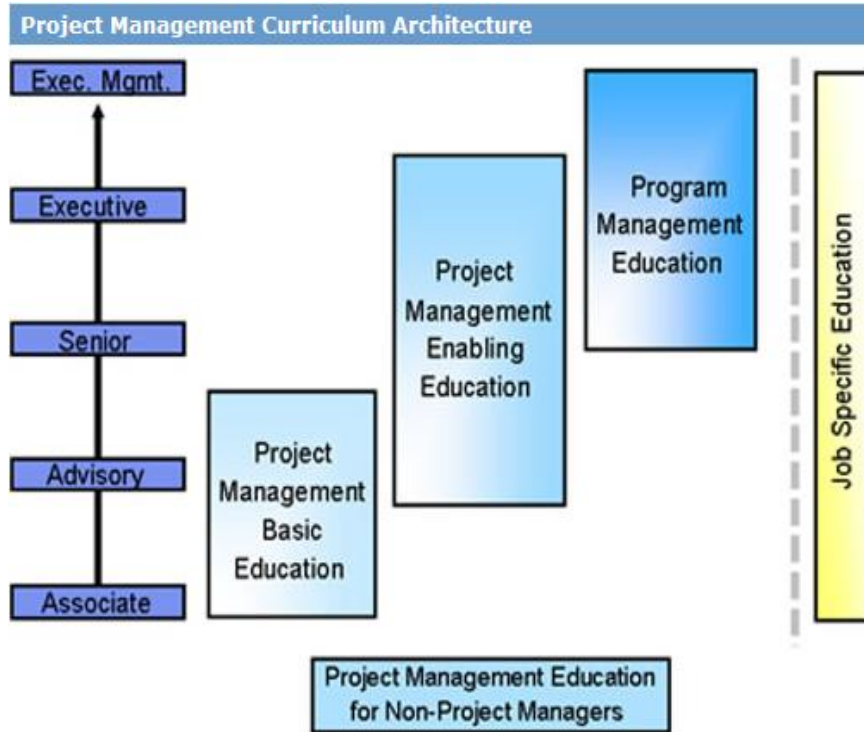 Project Management Curriculum Architecture
Exec. Mgmt.
Executive
Senior
Advisory
Associate
Project
Management
Basic
Education
Project
Management
Enabling
Education
Program
Management
Education
Job Specific Education
Project Management Education
for Non-Project Managers